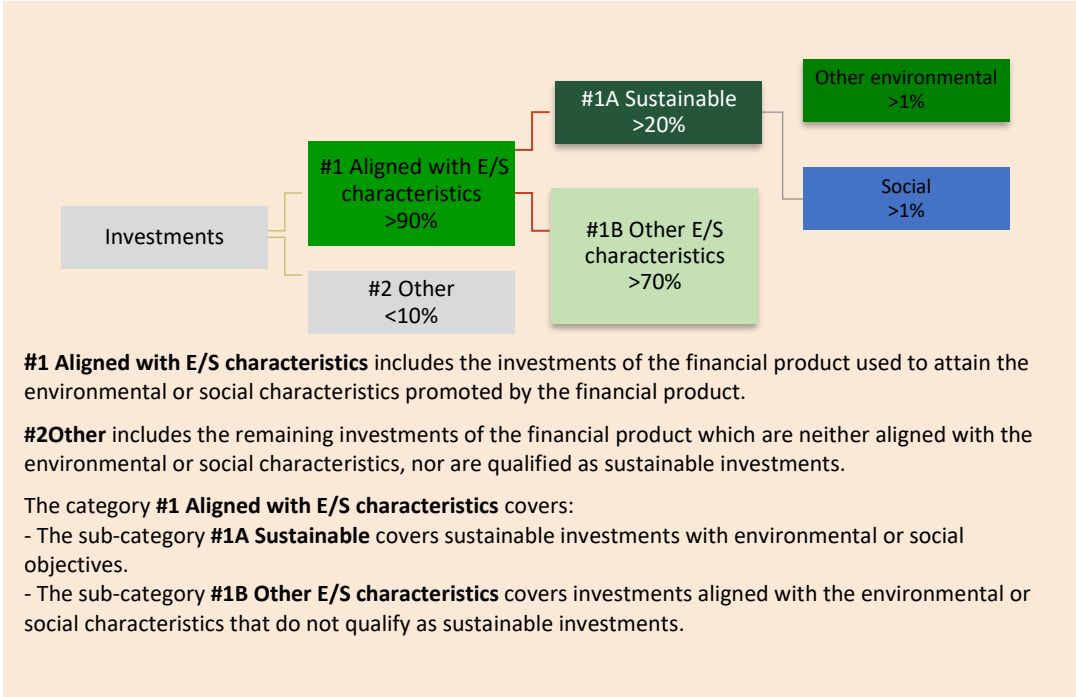 Investments
#1 Aligned with E/S
characteristics
>90%
#2 Other
<10%
#1A Sustainable
>20%
#1B Other E/S
characteristics
>70%
Other environmental
>1%
Social
>1%
#1 Aligned with E/S characteristics includes the investments of the financial product used to attain the
environmental or social characteristics promoted by the financial product.
#2Other includes the remaining investments of the financial product which are neither aligned with the
environmental or social characteristics, nor are qualified as sustainable investments.
The category #1 Aligned with E/S characteristics covers:
- The sub-category #1A Sustainable covers sustainable investments with environmental or social
objectives.
- The sub-category #1B Other E/S characteristics covers investments aligned with the environmental or
social characteristics that do not qualify as sustainable investments.